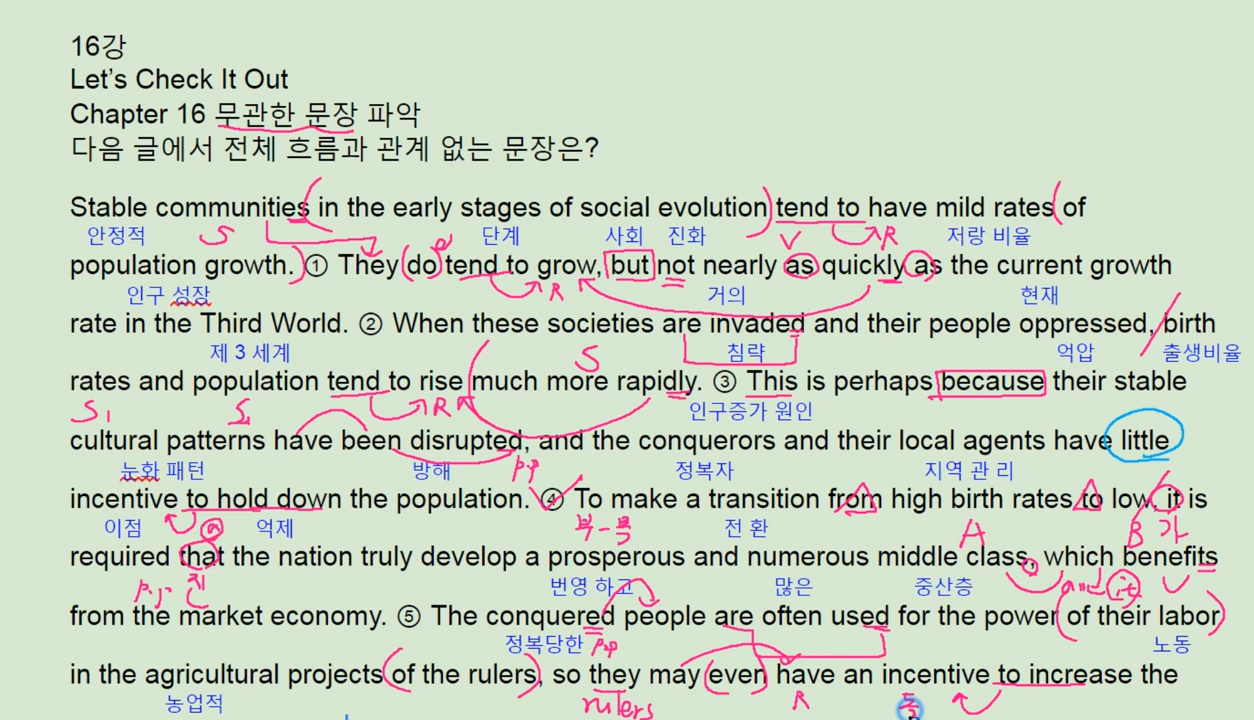 16강
Let's Check It Out
Chapter 16 무관한 문장 파악
다음 글에서 전체 흐름과 관계 없는 문장은?
Stable communities in the early stages of social evolution tend to have mild rates of
안정적 S 단계 사회 진화 V R 저랑 비율
population growth. ① They do tend to grow, but not nearly as quickly as the current growth
인구 성장 R 거의 현재
rate in the Third World. ② When these societies are invaded and their people oppressed, birth
제 3 세계 침략 S 억압 출생비율
rates and population tend to rise much more rapidly. ③ This is perhaps because their stable
S1 S2 R 인구증가 원인
cultural patterns have been disrupted, and the conquerors and their local agents have little
눈화 패턴 방해 p.p 정복자 지역 관 리
incentive to hold down the population. ④ To make a transition from high birth rates to low, it is
이점 억제 부-목 전 환 A B 가
required that the nation truly develop a prosperous and numerous middle class, which benefits
p.p 진 번영 하고 많은 중산층 and it V
from the market economy. ⑤ The conquered people are often used for the power of their labor
정복당한 p.p 노동
in the agricultural projects of the rulers, so they may even have an incentive to increase the
농업적 rulers R